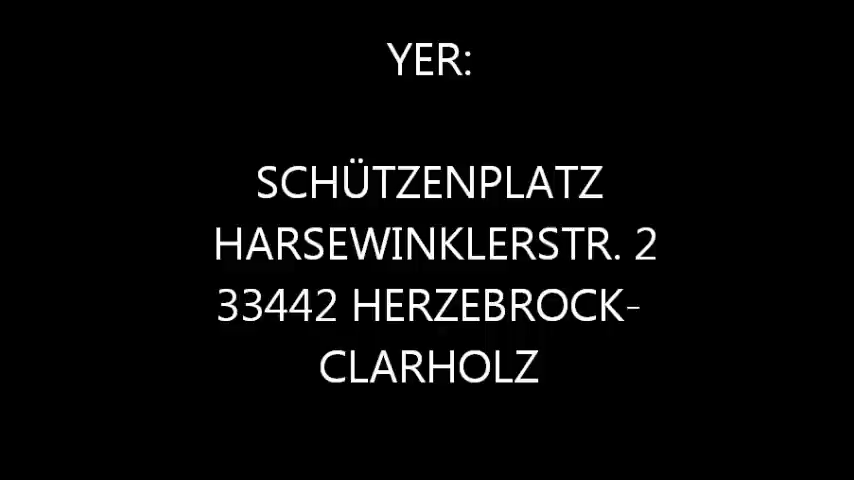 YER:
SCHÜTZENPLATZ
HARSEWINKLERSTR. 2
33442 HERZEBROCK-
CLARHOLZ